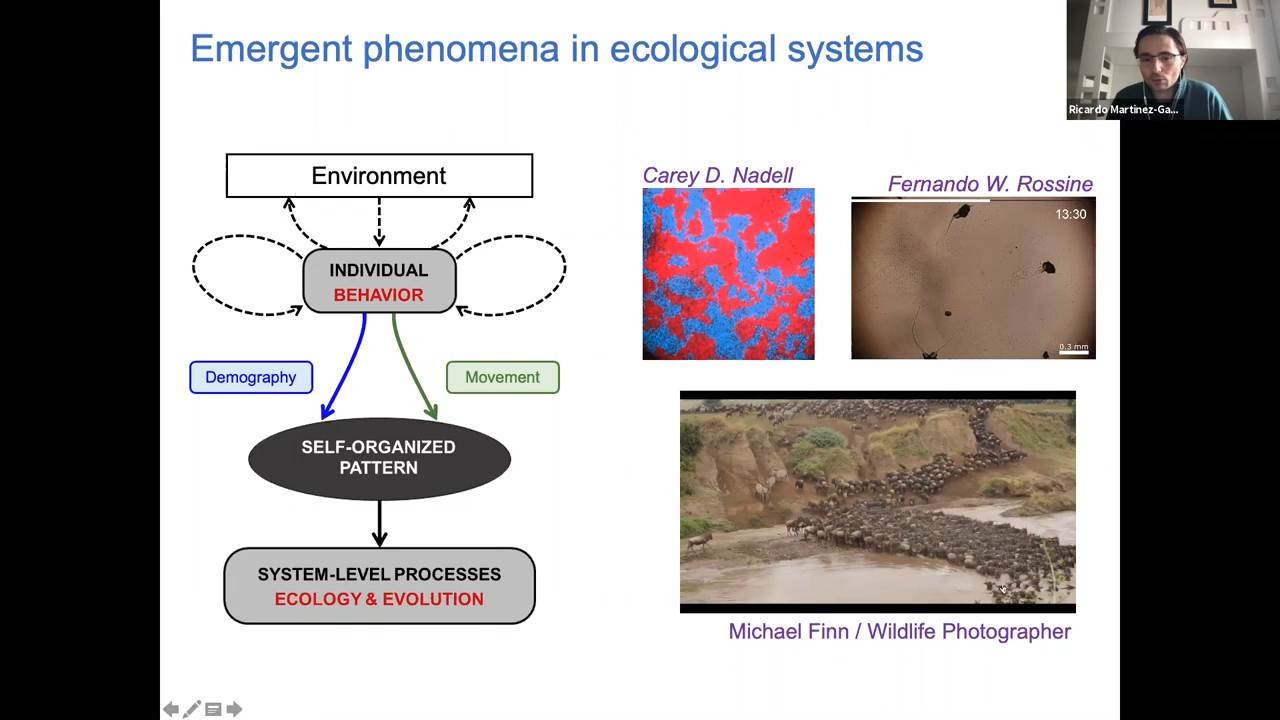 Emergent phenomena in ecological systems
Ricardo Martinez-Ga...
Environment
INDIVIDUAL
BEHAVIOR
Demography
Movement
SELF-ORGANIZED
PATTERN
SYSTEM-LEVEL PROCESSES
ECOLOGY & EVOLUTION
Carey D. Nadell
Fernando W. Rossine
13:30
0.3 mm
Michael Finn / Wildlife Photographer